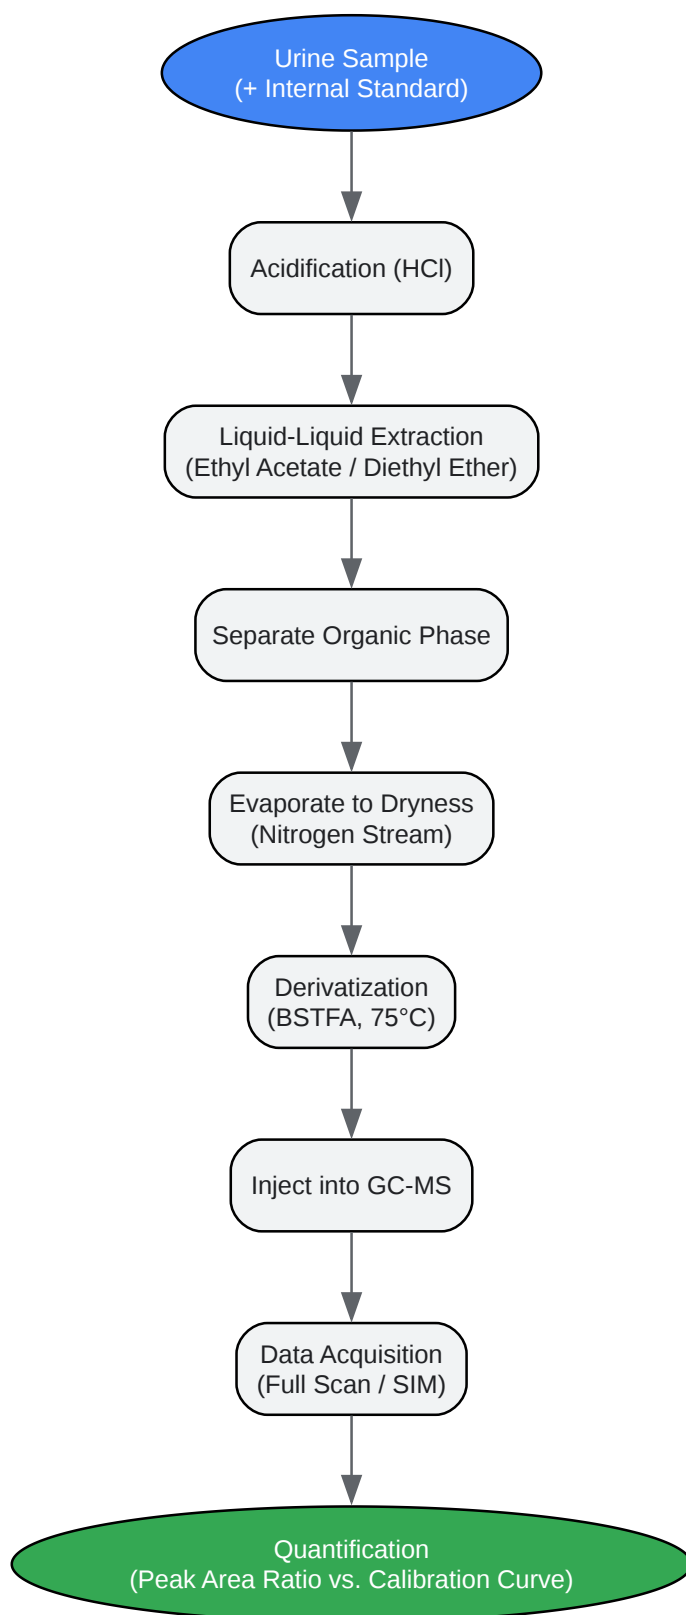 Urine Sample
(+ Internal Standard)
Acidification (HCl)
Liquid-Liquid Extraction
(Ethyl Acetate / Diethyl Ether)
Separate Organic Phase
Evaporate to Dryness
(Nitrogen Stream)
Derivatization
(BSTFA, 75°C)
Inject into GC-MS
Data Acquisition
(Full Scan / SIM)
Quantification
(Peak Area Ratio vs. Calibration Curve)